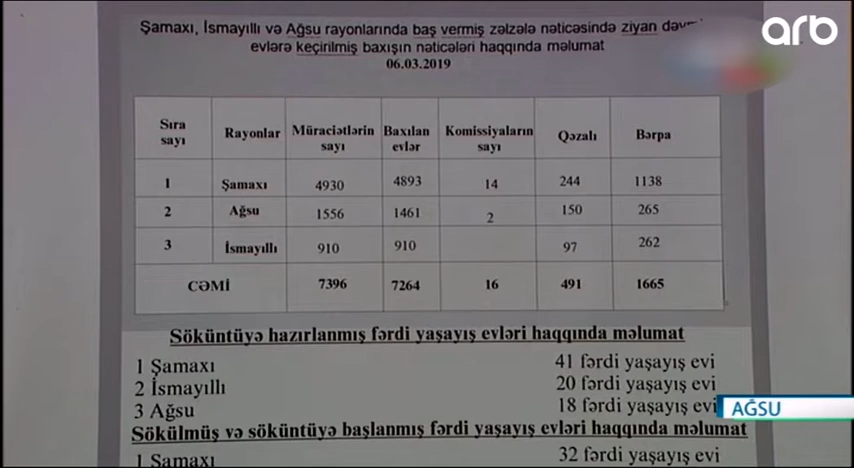 arb
Şamaxı, İsmayıllı və Ağsu rayonlarında baş vermiş zəlzələ nəticəsində ziyan
evlərə keçirilmiş baxışın nəticələri haqqında məlumat
06.03.2019
Sıra sayı Rayonlar Müraciətlərin sayı Baxılan evlər Komissiyaların sayı Qəzalı Bərpa
1 Şamaxı 4930 4893 14 244 1138
2 Ağsu 1556 1461 2 150 265
3 İsmayıllı 910 910 97 262
CƏMİ 7396 7264 16 491 1665
Söküntüyə hazırlanmış fərdi yaşayış evləri haqqında məlumat
1 Şamaxı 41 fərdi yaşayış evi
2 İsmayıllı 20 fərdi yaşayış evi
3 Ağsu 18 fərdi yaşayış evi
AĞSU
Sökülmüş və söküntüyə başlanmış fərdi yaşayış evləri haqqında məlumat
1 Şamaxı 32 fərdi yaşayış evi